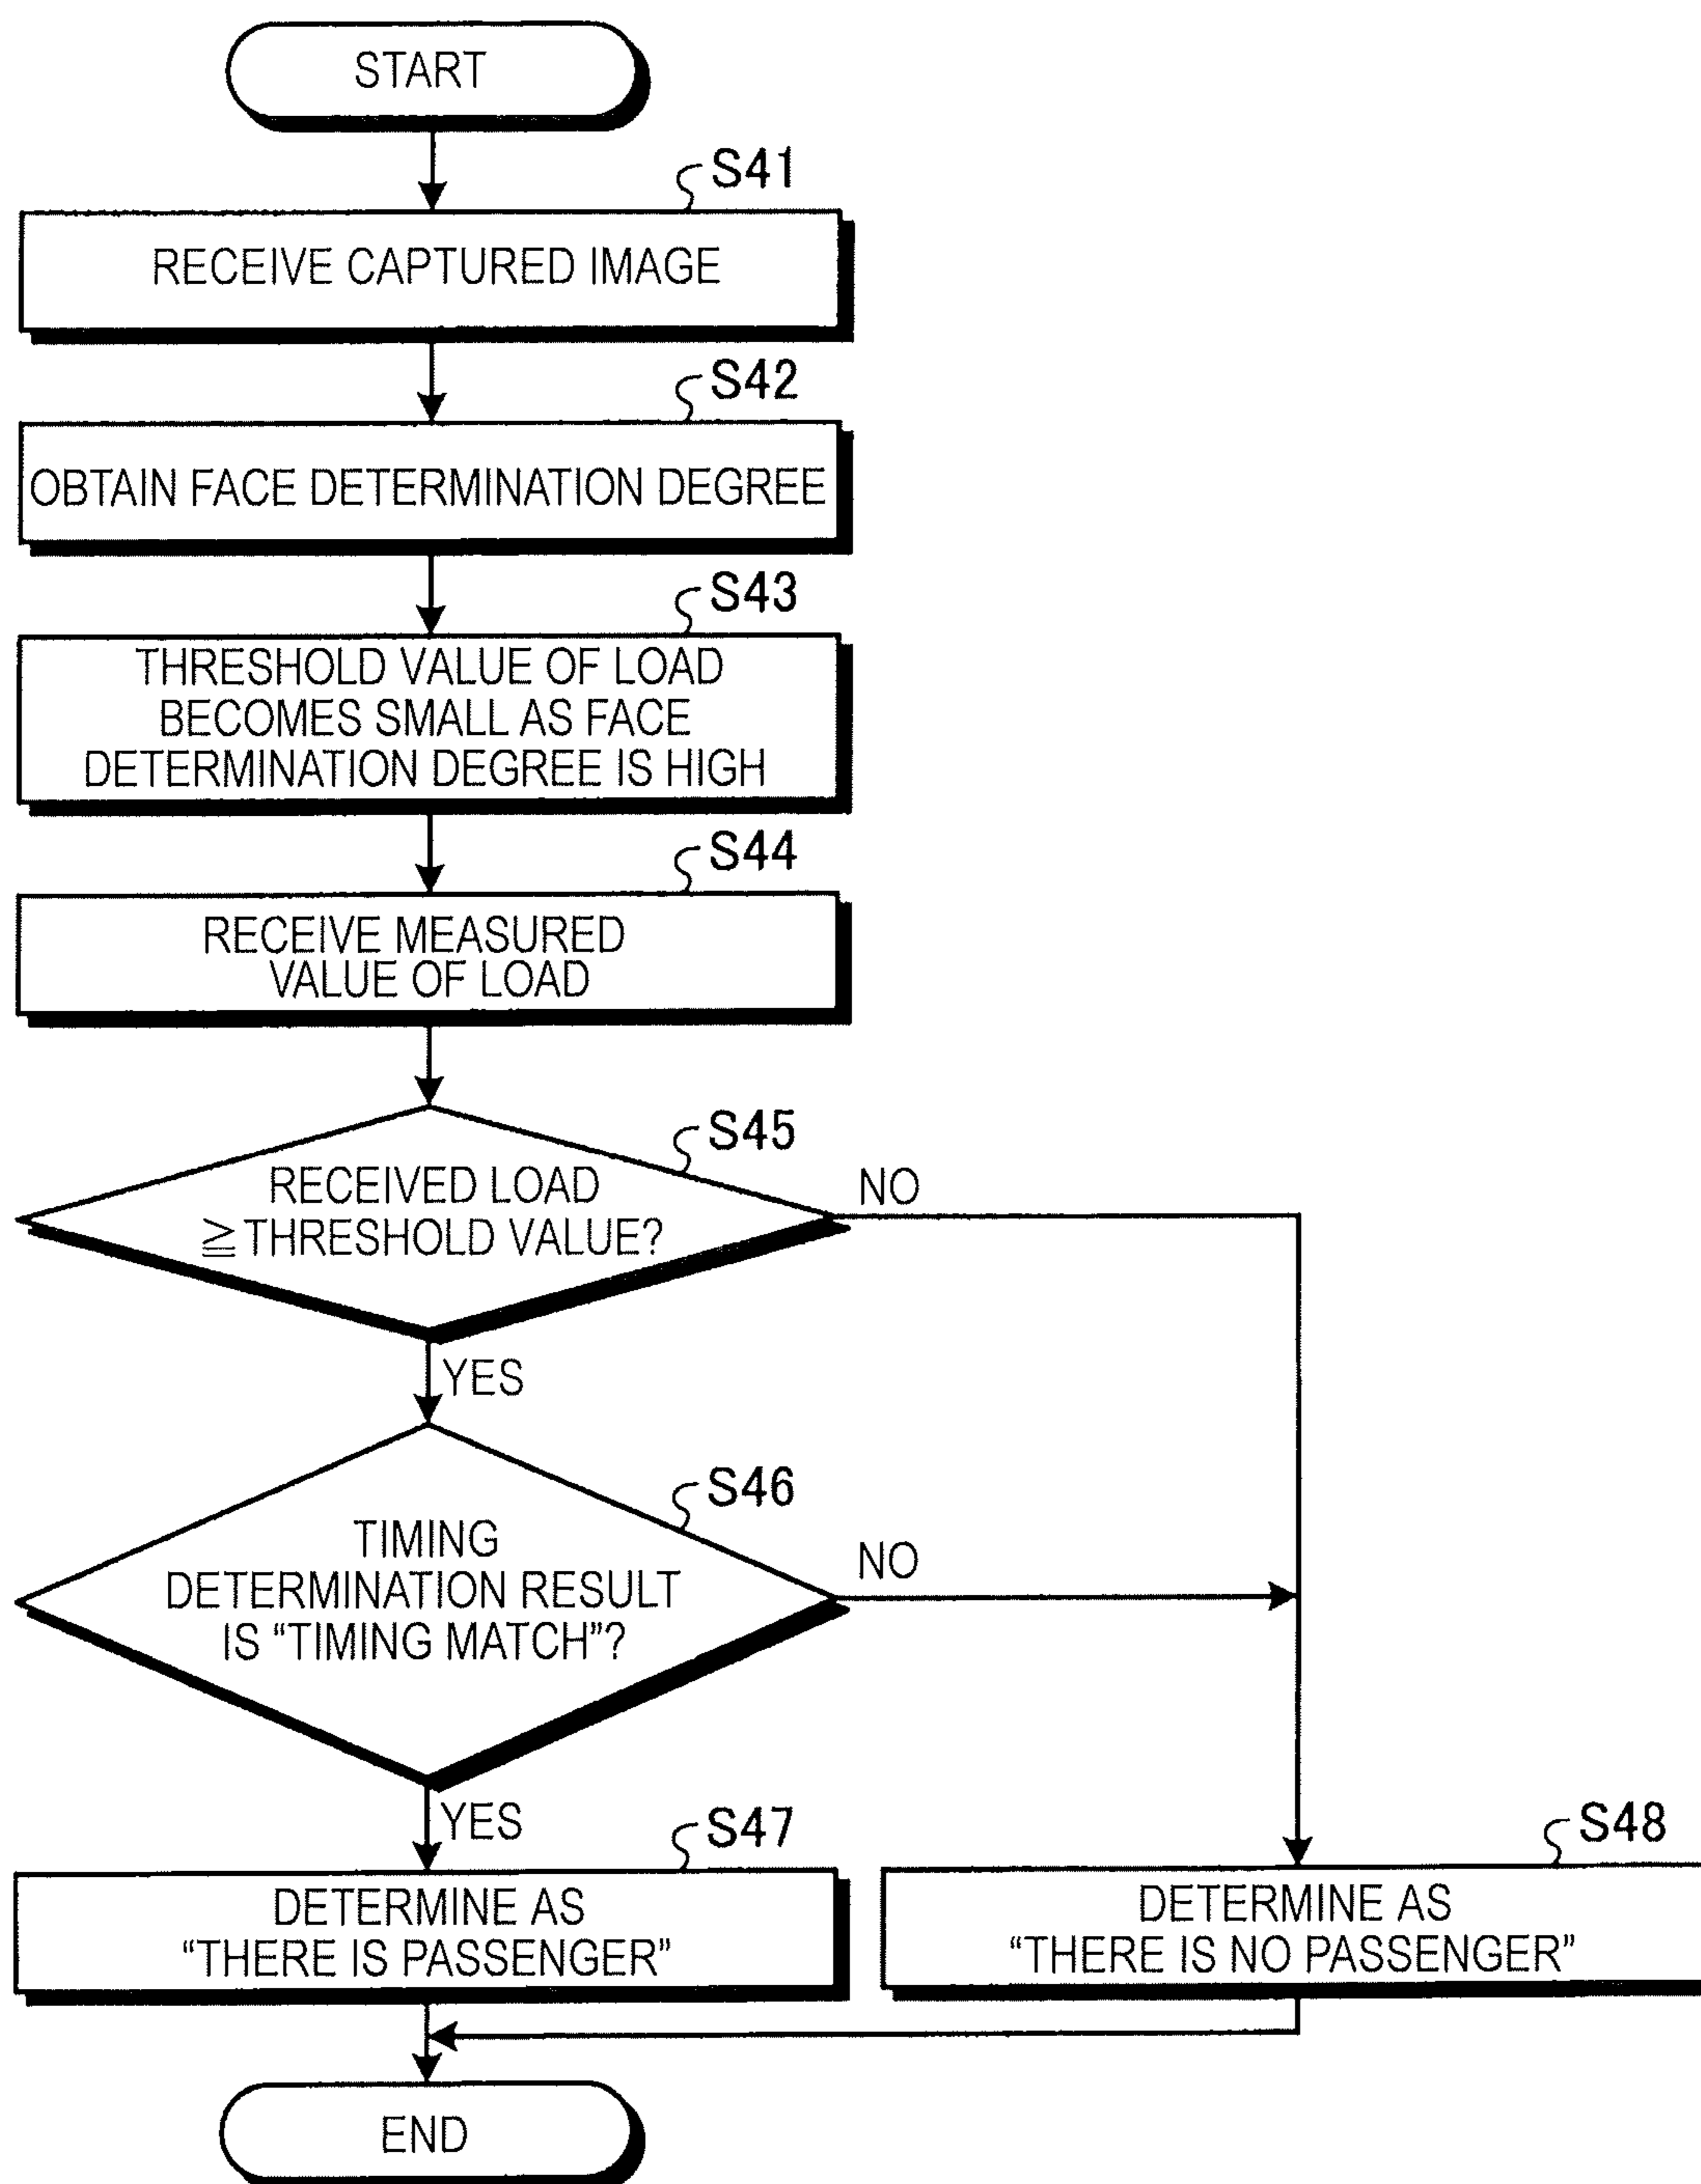 START
S41
RECEIVE CAPTURED IMAGE
S42
OBTAIN FACE DETERMINATION DEGREE
S43
THRESHOLD VALUE OF LOAD
BECOMES SMALL AS FACE
DETERMINATION DEGREE IS HIGH
S44
RECEIVE MEASURED
VALUE OF LOAD
S45
RECEIVED LOAD
≧THRESHOLD VALUE?
NO
YES
S46
TIMING
DETERMINATION RESULT
IS “TIMING MATCH”?
NO
YES
S47
DETERMINE AS
“THERE IS PASSENGER”
S48
DETERMINE AS
“THERE IS NO PASSENGER”
END